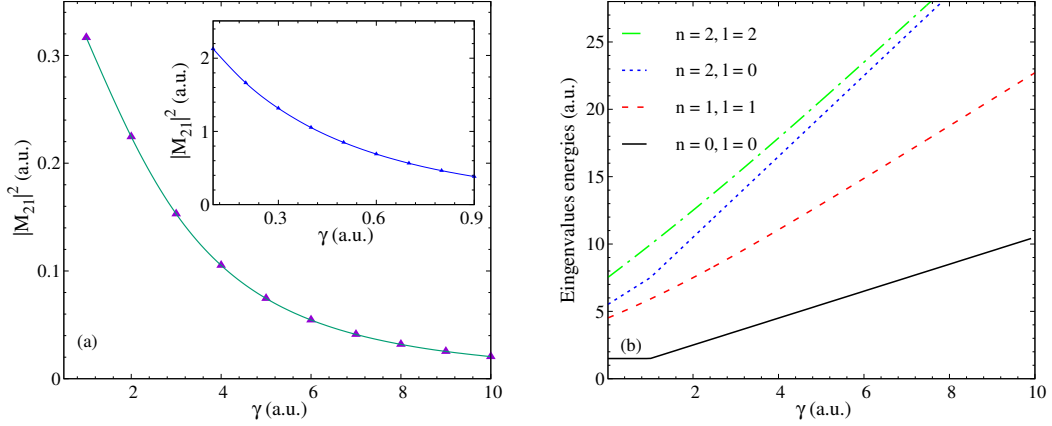 |M21|² (a.u.)
0.3
0.2
0.1
0
2
4
6
8
10
γ (a.u.)
(a)
|M21|² (a.u.)
2
1
0
0.3
0.6
0.9
γ (a.u.)
Eingenvalues energies (a.u.)
25
20
15
10
5
0
0
2
4
6
8
10
γ (a.u.)
(b)
n = 2, l = 2
n = 2, l = 0
n = 1, l = 1
n = 0, l = 0